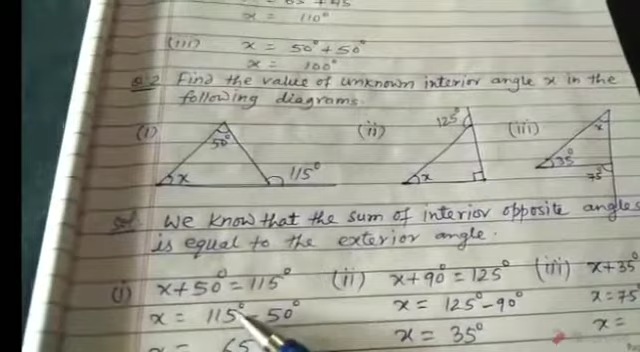 x = 110°
(iii) x = 50° + 50°
x = 100°
Q.2 Find the value of unknown interior angle x in the
following diagrams.
(i) 50° x 115°
(ii) 125° x
(iii) x 35° 75°
Sol. We know that the sum of interior opposite angles
is equal to the exterior angle.
(i) x + 50° = 115° (ii) x + 90° = 125° (iii) x + 35°
x = 115° - 50° x = 125° - 90° x = 75°
x = 65 x = 35° x =